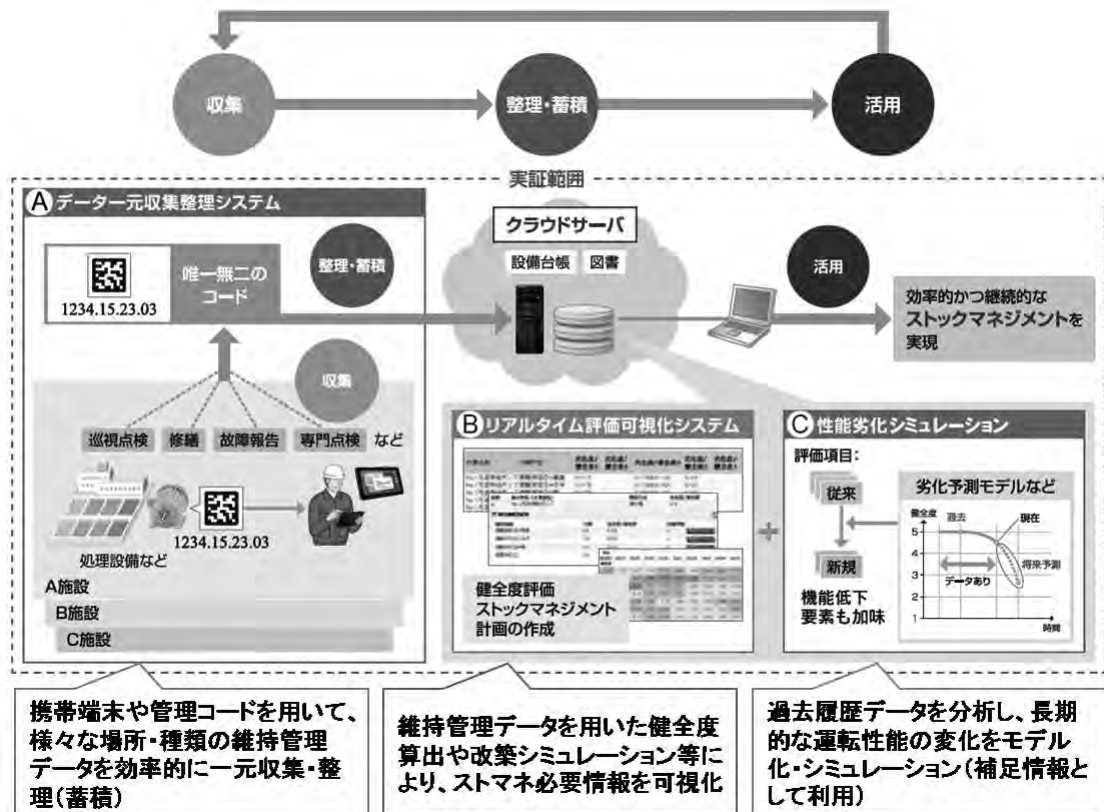 収集
整理・蓄積
活用
実証範囲
Ⓐデータ一元収集整理システム
1234.15.23.03
唯一無二の
コード
整理・蓄積
収集
巡視点検
修繕
故障報告
専門点検
など
1234.15.23.03
処理設備など
A施設
B施設
C施設
クラウドサーバ
設備台帳
図書
活用
効率的かつ継続的な
ストックマネジメントを
実現
Ⓑリアルタイム評価可視化システム
健全度評価
ストックマネジメント
計画の作成
+
Ⓒ性能劣化シミュレーション
評価項目:
従来
新規
機能低下
要素も加味
劣化予測モデルなど
健全度
過去
現在
5
4
3
2
1
将来予測
データあり
時間
携帯端末や管理コードを用いて、
様々な場所・種類の維持管理
データを効率的に一元収集・整
理(蓄積)
維持管理データを用いた健全度
算出や改築シミュレーション等に
より、ストマネ必要情報を可視化
過去履歴データを分析し、長期
的な運転性能の変化をモデル
化・シミュレーション(補足情報と
して利用)